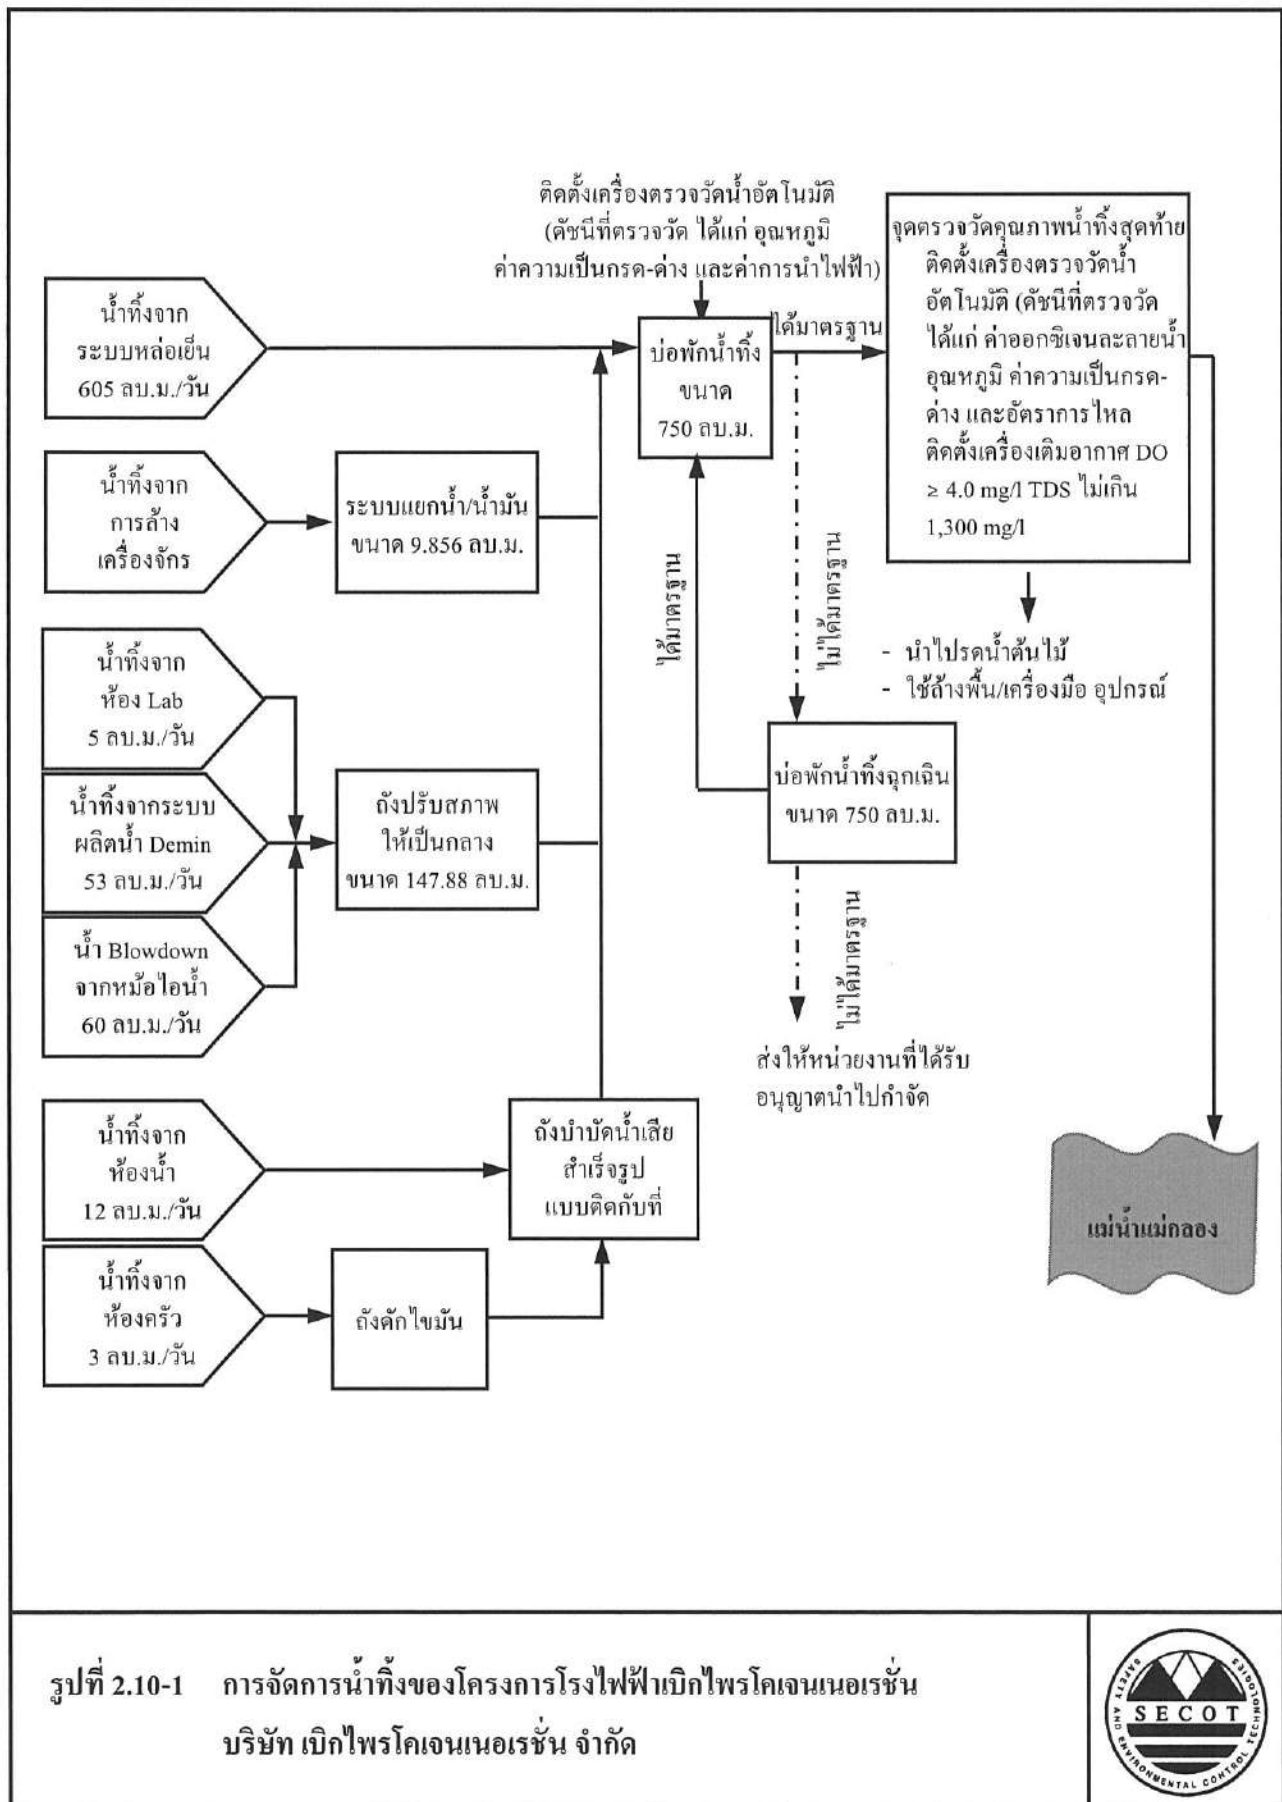 ติดตั้งเครื่องตรวจวัดน้ำอัตโนมัติ
(ดัชนีที่ตรวจวัด ได้แก่ อุณหภูมิ
ค่าความเป็นกรด-ด่าง และค่าการนำไฟฟ้า)
น้ำทิ้งจาก
ระบบหล่อเย็น
605 ลบ.ม./วัน
บ่อพักน้ำทิ้ง
ขนาด
750 ลบ.ม.
ได้มาตรฐาน
จุดตรวจวัดคุณภาพน้ำทิ้งสุดท้าย
ติดตั้งเครื่องตรวจวัดน้ำ
อัตโนมัติ (ดัชนีที่ตรวจวัด
ได้แก่ ค่าออกซิเจนละลายน้ำ
อุณหภูมิ ค่าความเป็นกรด-
ด่าง และอัตราการไหล
ติดตั้งเครื่องเติมอากาศ DO
≥ 4.0 mg/l TDS ไม่เกิน
1,300 mg/l
น้ำทิ้งจาก
การล้าง
เครื่องจักร
ระบบแยกน้ำ/น้ำมัน
ขนาด 9.856 ลบ.ม.
ได้มาตรฐาน
ไม่ได้มาตรฐาน
- นำไปรดน้ำต้นไม้
- ใช้ล้างพื้น/เครื่องมือ อุปกรณ์
น้ำทิ้งจาก
ห้อง Lab
5 ลบ.ม./วัน
น้ำทิ้งจากระบบ
ผลิตน้ำ Demin
53 ลบ.ม./วัน
น้ำ Blowdown
จากหม้อไอน้ำ
60 ลบ.ม./วัน
ถังปรับสภาพ
ให้เป็นกลาง
ขนาด 147.88 ลบ.ม.
บ่อพักน้ำทิ้งฉุกเฉิน
ขนาด 750 ลบ.ม.
ไม่ได้มาตรฐาน
ส่งให้หน่วยงานที่ได้รับ
อนุญาตนำไปกำจัด
น้ำทิ้งจาก
ห้องน้ำ
12 ลบ.ม./วัน
ถังบำบัดน้ำเสีย
สำเร็จรูป
แบบติดกับที่
น้ำทิ้งจาก
ห้องครัว
3 ลบ.ม./วัน
ถังดักไขมัน
แม่น้ำแม่กลอง
รูปที่ 2.10-1 การจัดการน้ำทิ้งของโครงการโรงไฟฟ้าเบิกไพรโคเจนเนอเรชั่น
บริษัท เบิกไพรโคเจนเนอเรชั่น จำกัด
SECOT
SAFETY AND ENVIRONMENTAL CONTROL TECHNOLOGIES